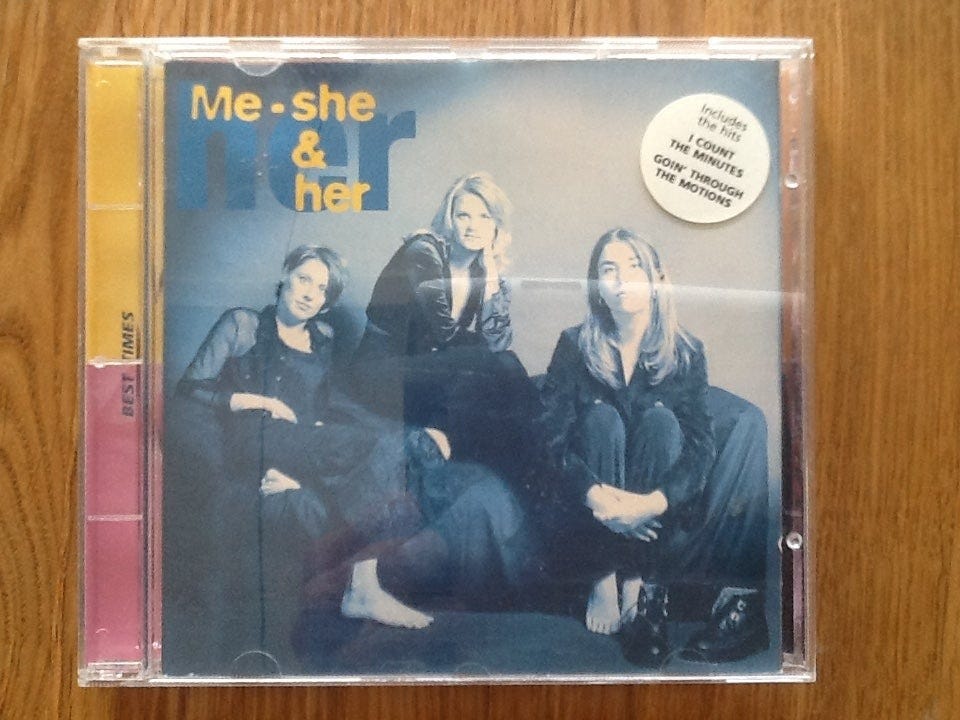 Me - she
&
her
her
Includes
the hits
I COUNT
THE MINUTES
GOIN' THROUGH
THE MOTIONS
BEST TIMES